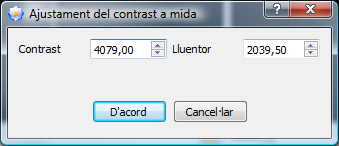 Ajustament del contrast a mida
Contrast 4079,00 Lluentor 2039,50
D'acord Cancel·lar